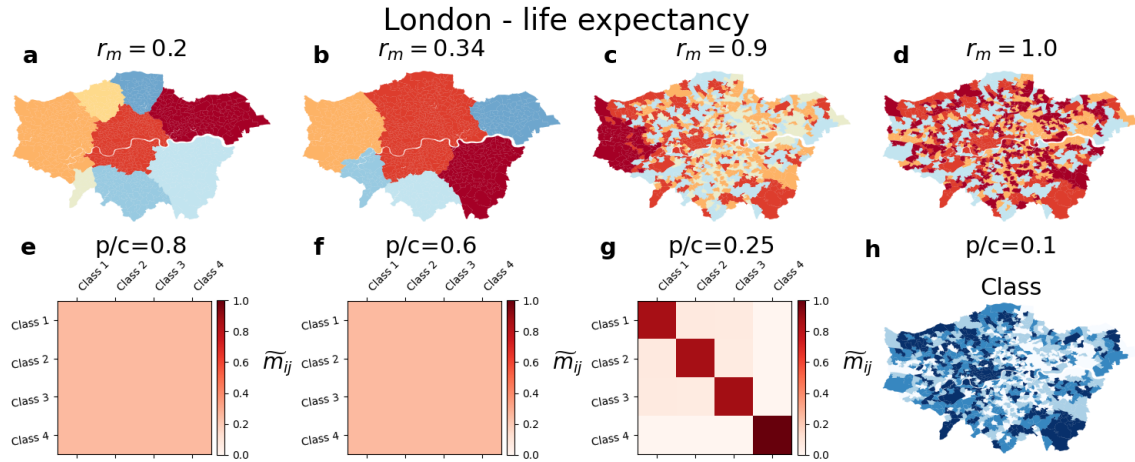 London - life expectancy
a r_m = 0.2
b r_m = 0.34
c r_m = 0.9
d r_m = 1.0
e p/c=0.8
f p/c=0.6
g p/c=0.25
h p/c=0.1
Class 1 Class 2 Class 3 Class 4
Class 1
Class 2
Class 3
Class 4
1.0
0.8
0.6
0.4
0.2
0.0
Class 1 Class 2 Class 3 Class 4
Class 1
Class 2
Class 3
Class 4
1.0
0.8
0.6
0.4
0.2
0.0
Class 1 Class 2 Class 3 Class 4
Class 1
Class 2
Class 3
Class 4
1.0
0.8
0.6
0.4
0.2
0.0
m̃_ij
m̃_ij
m̃_ij
Class